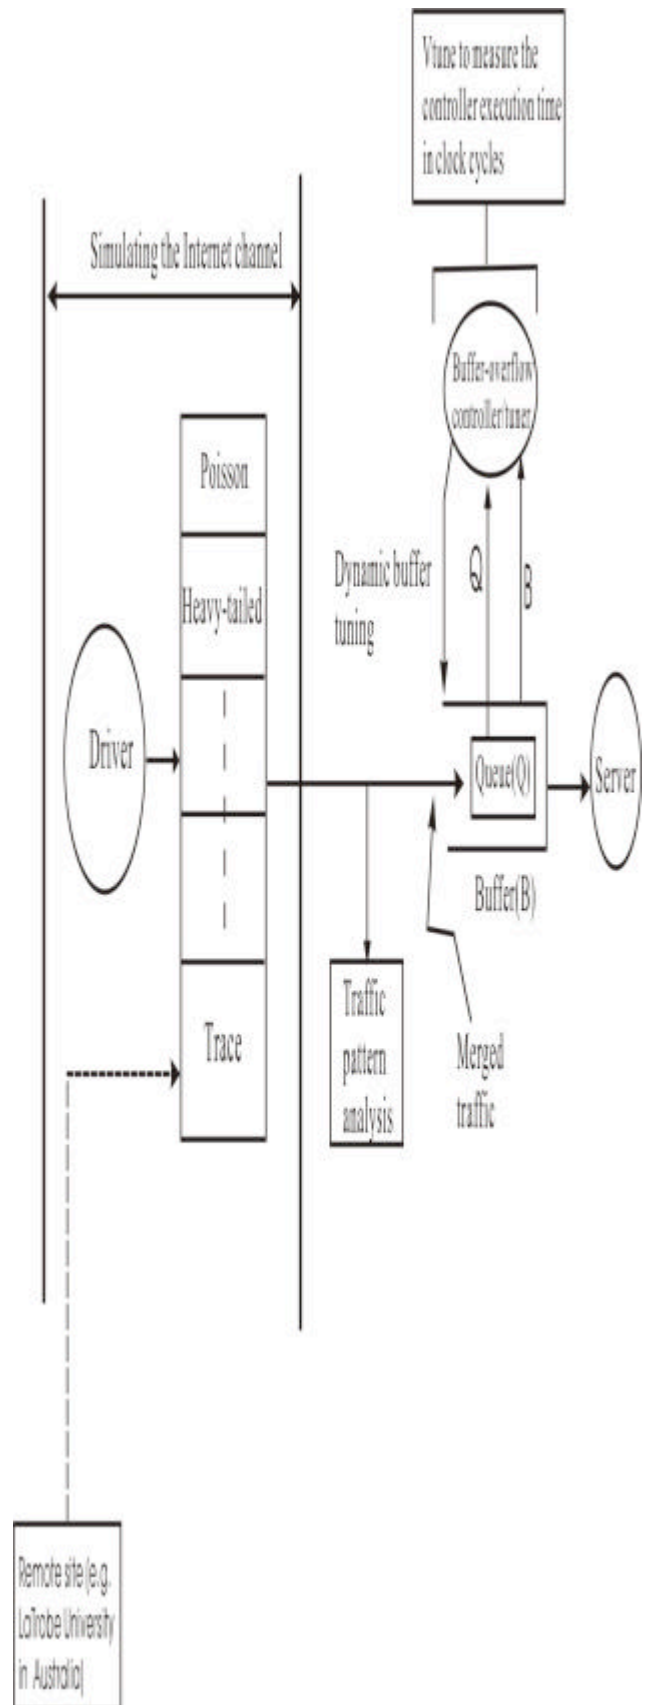 Vtune to measure the
controller execution time
in clock cycles
Simulating the Internet channel
Buffer-overflow
controller/tuner
Poisson
Heavy-tailed
Dynamic buffer
tuning
Q
B
Driver
Queue(Q)
Server
Buffer(B)
Trace
Traffic
pattern
analysis
Merged
traffic
Remote site (e.g.
LaTrobe University
in Australia)